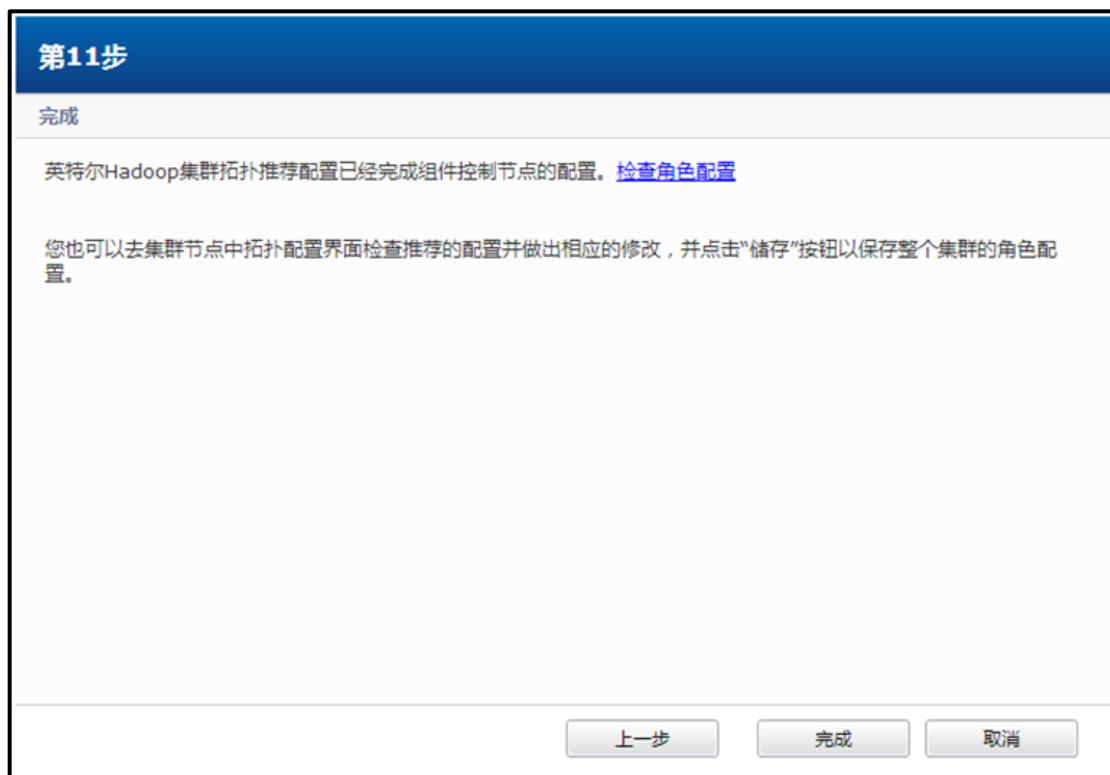 第11步
完成
英特尔Hadoop集群拓扑推荐配置已经完成组件控制节点的配置。检查角色配置
您也可以去集群节点中拓扑配置界面检查推荐的配置并做出相应的修改，并点击“储存”按钮以保存整个集群的角色配
置。
上一步 完成 取消